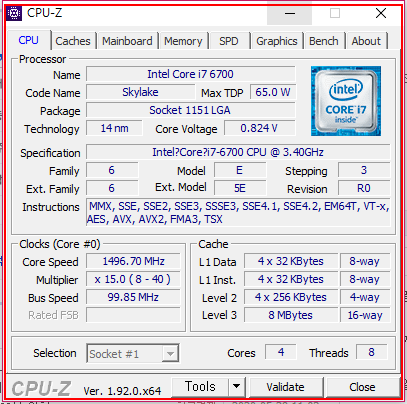 CPU-Z
CPU Caches Mainboard Memory SPD Graphics Bench About
Processor
Name Intel Core i7 6700
Code Name Skylake Max TDP 65.0 W
Package Socket 1151 LGA
Technology 14 nm Core Voltage 0.824 V
intel CORE i7 inside™
Specification Intel?Core?i7-6700 CPU @ 3.40GHz
Family 6 Model E Stepping 3
Ext. Family 6 Ext. Model 5E Revision R0
Instructions MMX, SSE, SSE2, SSE3, SSSE3, SSE4.1, SSE4.2, EM64T, VT-x,
AES, AVX, AVX2, FMA3, TSX
Clocks (Core #0)
Core Speed 1496.70 MHz
Multiplier x 15.0 ( 8 - 40 )
Bus Speed 99.85 MHz
Rated FSB
Cache
L1 Data 4 x 32 KBytes 8-way
L1 Inst. 4 x 32 KBytes 8-way
Level 2 4 x 256 KBytes 4-way
Level 3 8 MBytes 16-way
Selection Socket #1 Cores 4 Threads 8
CPU-Z Ver. 1.92.0.x64 Tools Validate Close